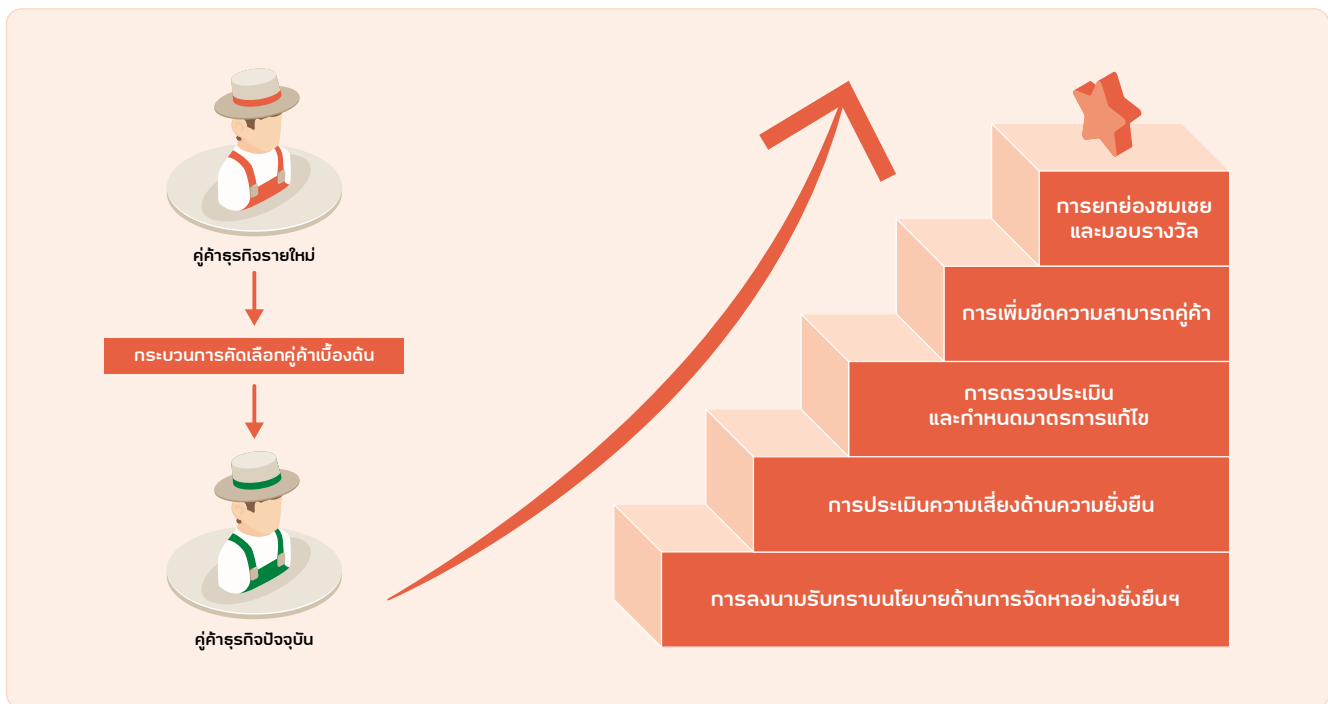 คู่ค้าธุรกิจรายใหม่
กระบวนการคัดเลือกคู่ค้าเบื้องต้น
คู่ค้าธุรกิจปัจจุบัน
การยกย่องชมเชย
และมอบรางวัล
การเพิ่มขีดความสามารถคู่ค้า
การตรวจประเมิน
และกำหนดมาตรการแก้ไข
การประเมินความเสี่ยงด้านความยั่งยืน
การลงนามรับทราบนโยบายด้านการจัดหาอย่างยั่งยืนฯ